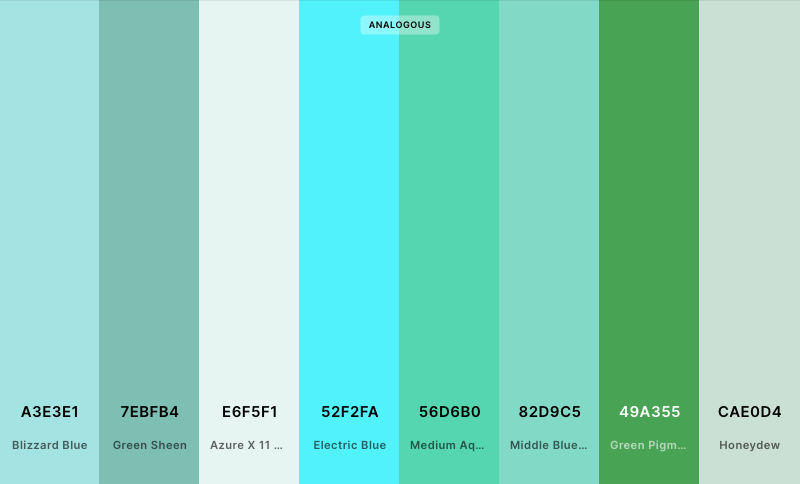 ANALOGOUS
A3E3E1
7EBFB4
E6F5F1
52F2FA
56D6B0
82D9C5
49A355
CAE0D4
Blizzard Blue
Green Sheen
Azure X 11 ...
Electric Blue
Medium Aq...
Middle Blue...
Green Pigm...
Honeydew